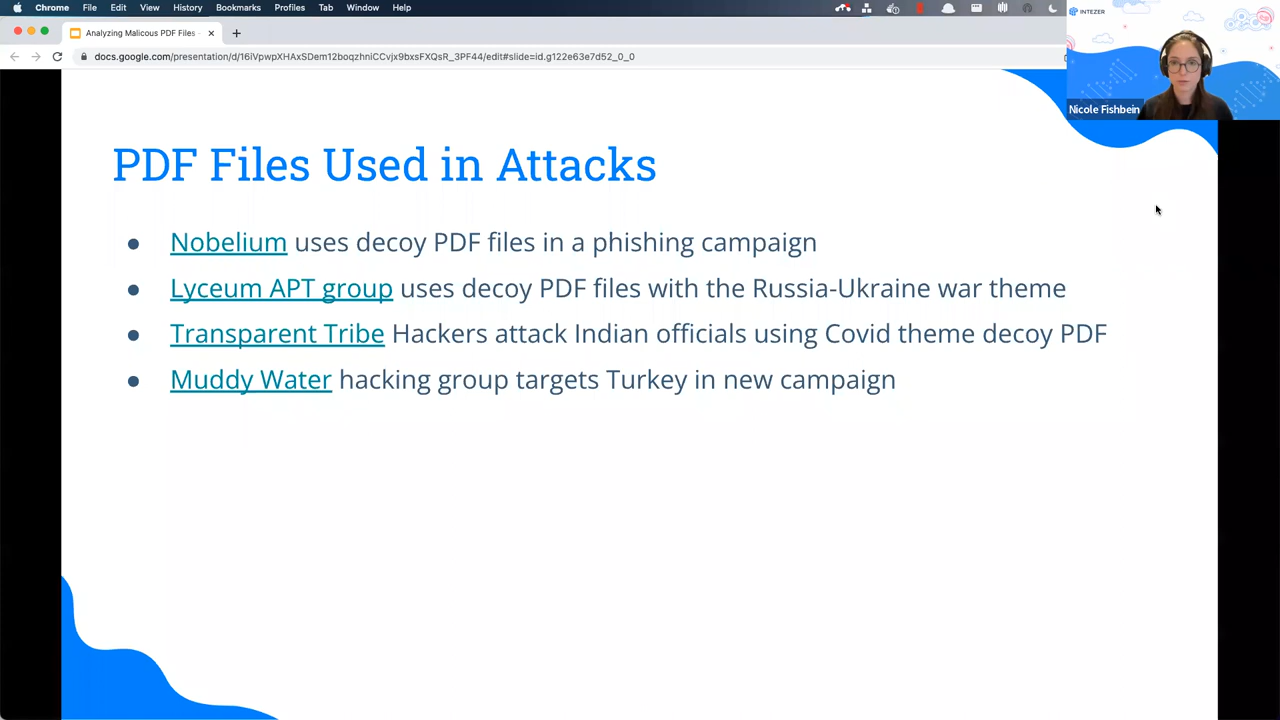 Chrome File Edit View History Bookmarks Profiles Tab Window Help
Analyzing Malicous PDF Files -
docs.google.com/presentation/d/16iVpwpXHAxSDem12boqzhniCCvjx9bxsFXQsR_3PF44/edit#slide=id.g122e63e7d52_0_0
INTEZER
Nicole Fishbein
PDF Files Used in Attacks
● Nobelium uses decoy PDF files in a phishing campaign
● Lyceum APT group uses decoy PDF files with the Russia-Ukraine war theme
● Transparent Tribe Hackers attack Indian officials using Covid theme decoy PDF
● Muddy Water hacking group targets Turkey in new campaign